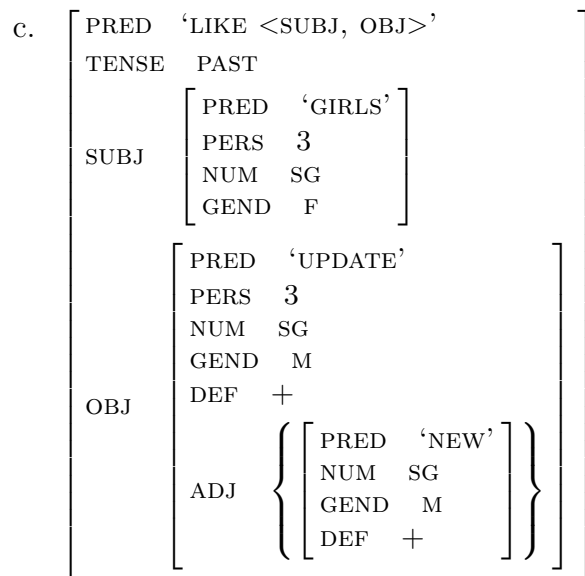 c.
PRED ‘LIKE <SUBJ, OBJ>’
TENSE PAST
SUBJ
PRED ‘GIRLS’
PERS 3
NUM SG
GEND F
OBJ
PRED ‘UPDATE’
PERS 3
NUM SG
GEND M
DEF +
ADJ
PRED ‘NEW’
NUM SG
GEND M
DEF +